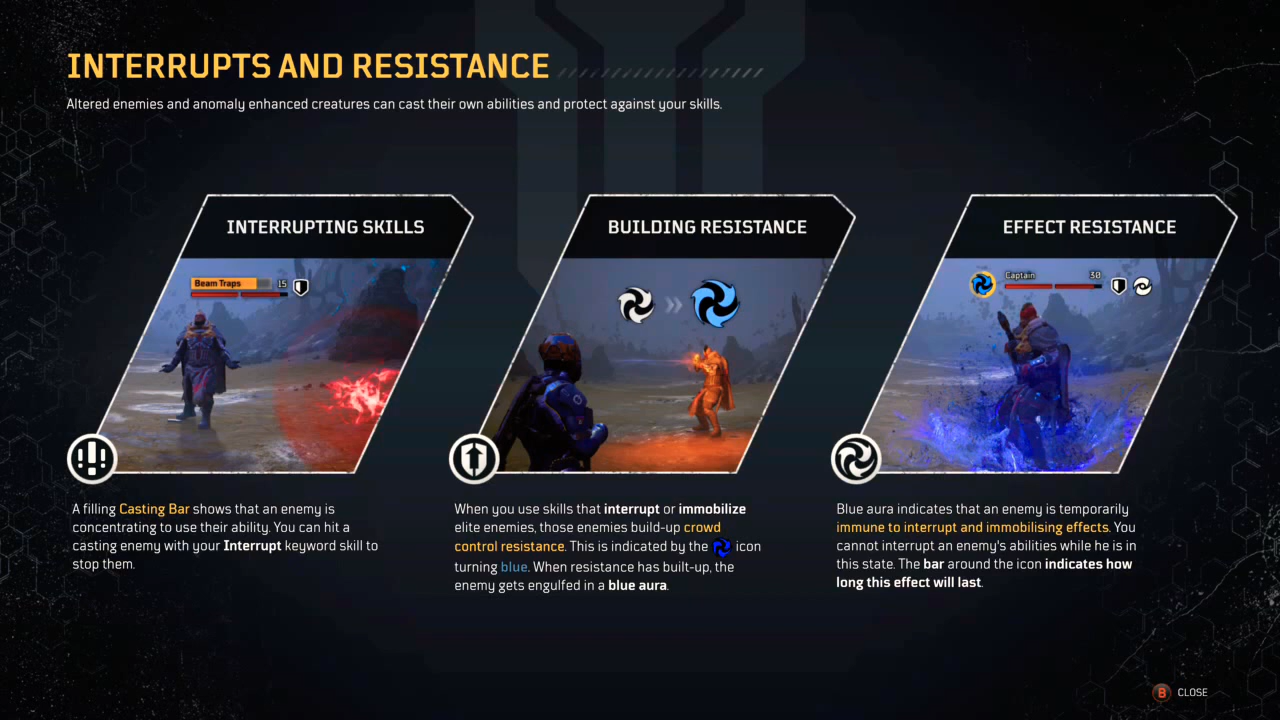 INTERRUPTS AND RESISTANCE
Altered enemies and anomaly enhanced creatures can cast their own abilities and protect against your skills.
INTERRUPTING SKILLS
Beam Traps 15
A filling Casting Bar shows that an enemy is
concentrating to use their ability. You can hit a
casting enemy with your Interrupt keyword skill to
stop them.
BUILDING RESISTANCE
When you use skills that interrupt or immobilize
elite enemies, those enemies build-up crowd
control resistance. This is indicated by the icon
turning blue. When resistance has built-up, the
enemy gets engulfed in a blue aura.
EFFECT RESISTANCE
Captain 30
Blue aura indicates that an enemy is temporarily
immune to interrupt and immobilising effects. You
cannot interrupt an enemy's abilities while he is in
this state. The bar around the icon indicates how
long this effect will last.
B CLOSE